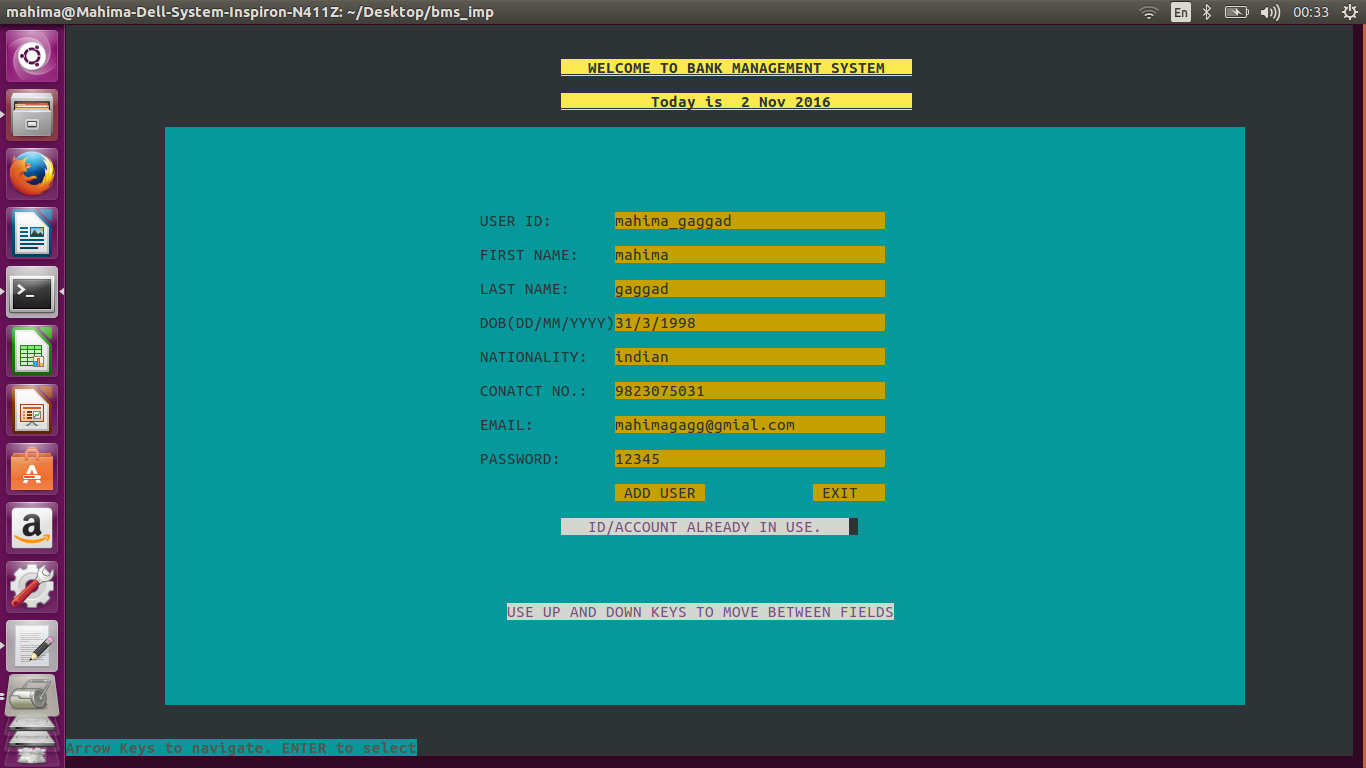 mahima@Mahima-Dell-System-Inspiron-N411Z: ~/Desktop/bms_imp En 00:33
WELCOME TO BANK MANAGEMENT SYSTEM
Today is 2 Nov 2016
USER ID: mahima_gaggad
FIRST NAME: mahima
LAST NAME: gaggad
DOB(DD/MM/YYYY) 31/3/1998
NATIONALITY: indian
CONATCT NO.: 9823075031
EMAIL: mahimagagg@gmial.com
PASSWORD: 12345
ADD USER EXIT
ID/ACCOUNT ALREADY IN USE.
USE UP AND DOWN KEYS TO MOVE BETWEEN FIELDS
Arrow Keys to navigate. ENTER to select